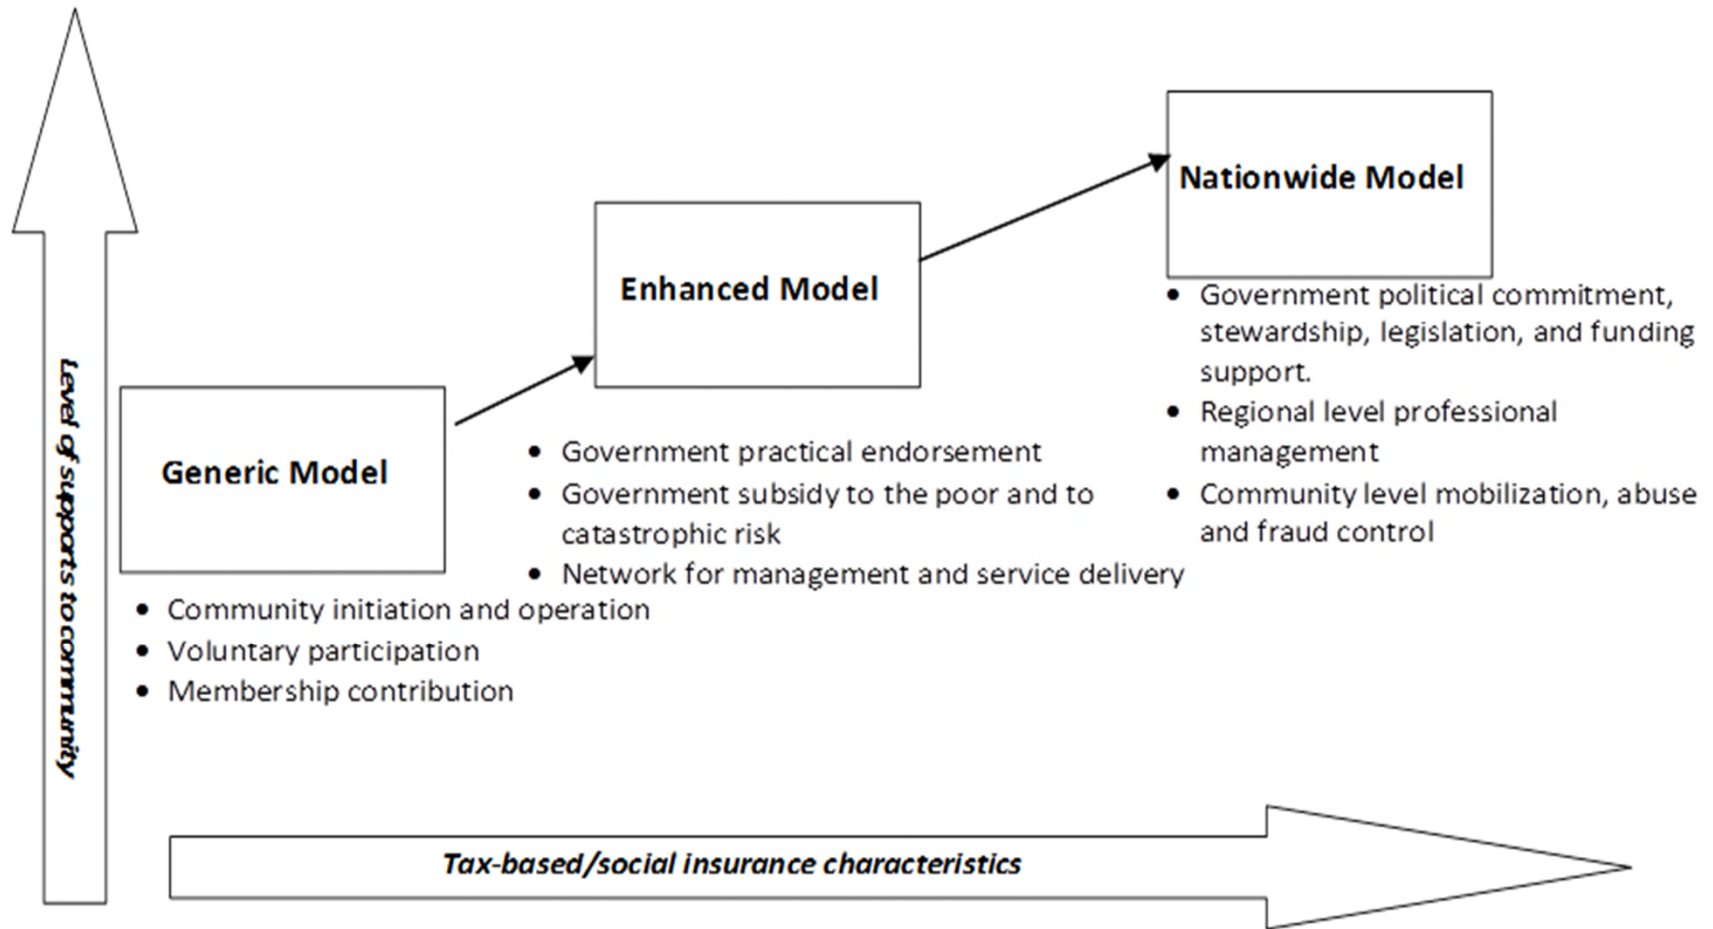 Level of supports to community
Generic Model
• Community initiation and operation
• Voluntary participation
• Membership contribution
Enhanced Model
• Government practical endorsement
• Government subsidy to the poor and to
catastrophic risk
• Network for management and service delivery
Nationwide Model
• Government political commitment,
stewardship, legislation, and funding
support.
• Regional level professional
management
• Community level mobilization, abuse
and fraud control
Tax-based/social insurance characteristics